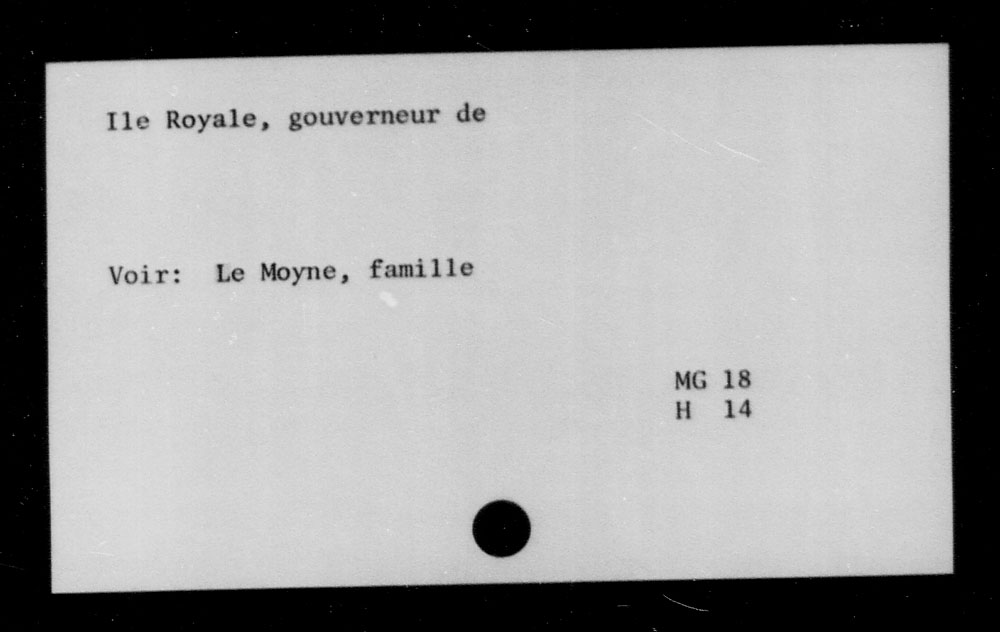 Ile Royale, gouverneur de
Voir: Le Moyne, famille
MG 18
H 14